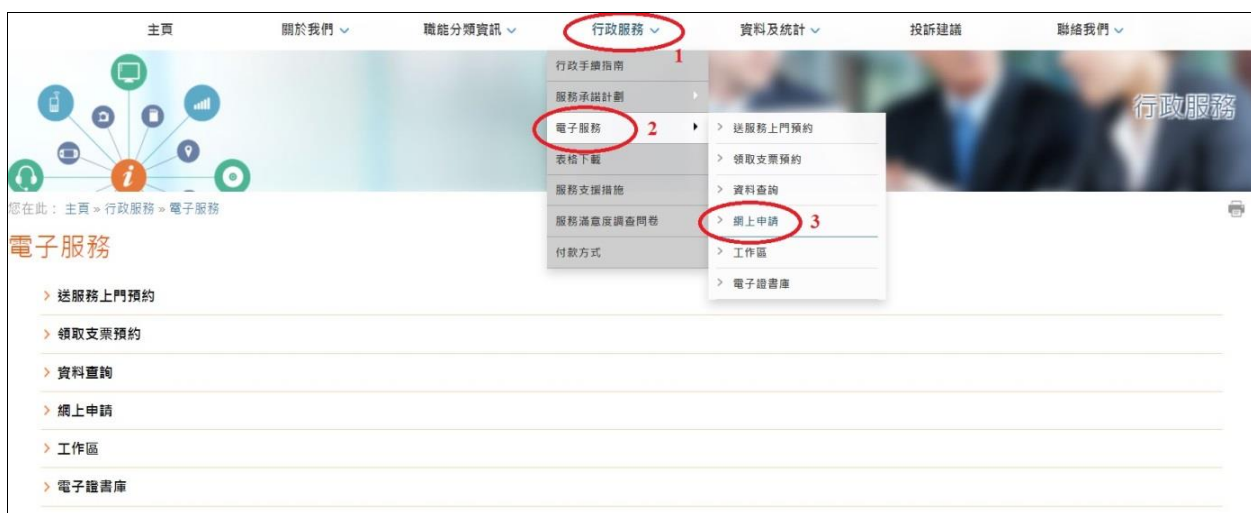 主頁 關於我們 職能分類資訊 行政服務 資料及統計 投訴建議 聯絡我們
1
行政手續指南
服務承諾計劃
電子服務 2
表格下載
服務支援措施
服務滿意度調查問卷
付款方式
> 送服務上門預約
> 領取支票預約
> 資料查詢
> 網上申請 3
> 工作區
> 電子證書庫
行政服務
您在此： 主頁 » 行政服務 » 電子服務
電子服務
> 送服務上門預約
> 領取支票預約
> 資料查詢
> 網上申請
> 工作區
> 電子證書庫